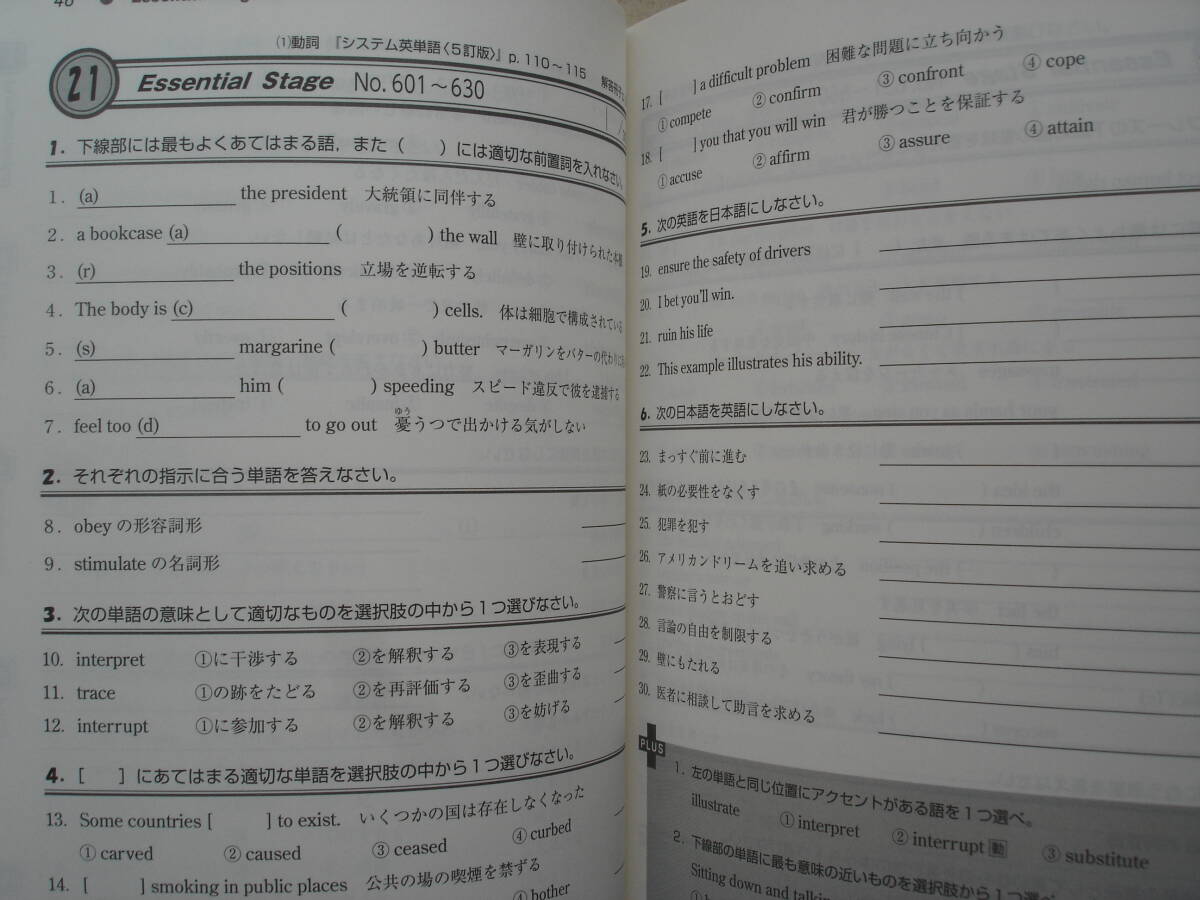 (1)動詞 『システム英単語〈5訂版〉』p. 110～115
21 Essential Stage No. 601～630
1. 下線部には最もよくあてはまる語，また（ ）には適切な前置詞を入れなさい。
1. (a) the president 大統領に同伴する
2. a bookcase (a) ( ) the wall 壁に取り付けられた本棚
3. (r) the positions 立場を逆転する
4. The body is (c) ( ) cells. 体は細胞で構成されている
5. (s) margarine ( ) butter マーガリンをバターの代わりに
6. (a) him ( ) speeding スピード違反で彼を逮捕する
7. feel too (d) to go out 憂うつで出かける気がしない
ゆう
2. それぞれの指示に合う単語を答えなさい。
8. obey の形容詞形
9. stimulate の名詞形
3. 次の単語の意味として適切なものを選択肢の中から1つ選びなさい。
10. interpret ①に干渉する ②を解釈する ③を表現する
11. trace ①の跡をたどる ②を再評価する ③を歪曲する
12. interrupt ①に参加する ②を解釈する ③を妨げる
4. [ ] にあてはまる適切な単語を選択肢の中から1つ選びなさい。
13. Some countries [ ] to exist. いくつかの国は存在しなくなった
① carved ② caused ③ ceased ④ curbed
14. [ ] smoking in public places 公共の場の喫煙を禁ずる
④ bother
17. [ ] a difficult problem 困難な問題に立ち向かう
① compete ② confirm ③ confront ④ cope
18. [ ] you that you will win 君が勝つことを保証する
① accuse ② affirm ③ assure ④ attain
5. 次の英語を日本語にしなさい。
19. ensure the safety of drivers
20. I bet you'll win.
21. ruin his life
22. This example illustrates his ability.
6. 次の日本語を英語にしなさい。
23. まっすぐ前に進む
24. 紙の必要性をなくす
25. 犯罪を犯す
26. アメリカンドリームを追い求める
27. 警察に言うとおどす
28. 言論の自由を制限する
29. 壁にもたれる
30. 医者に相談して助言を求める
PLUS
1. 左の単語と同じ位置にアクセントがある語を1つ選べ。
illustrate ① interpret ② interrupt 動 ③ substitute
2. 下線部の単語に最も意味の近いものを選択肢から1つ選べ
Sitting down and talking